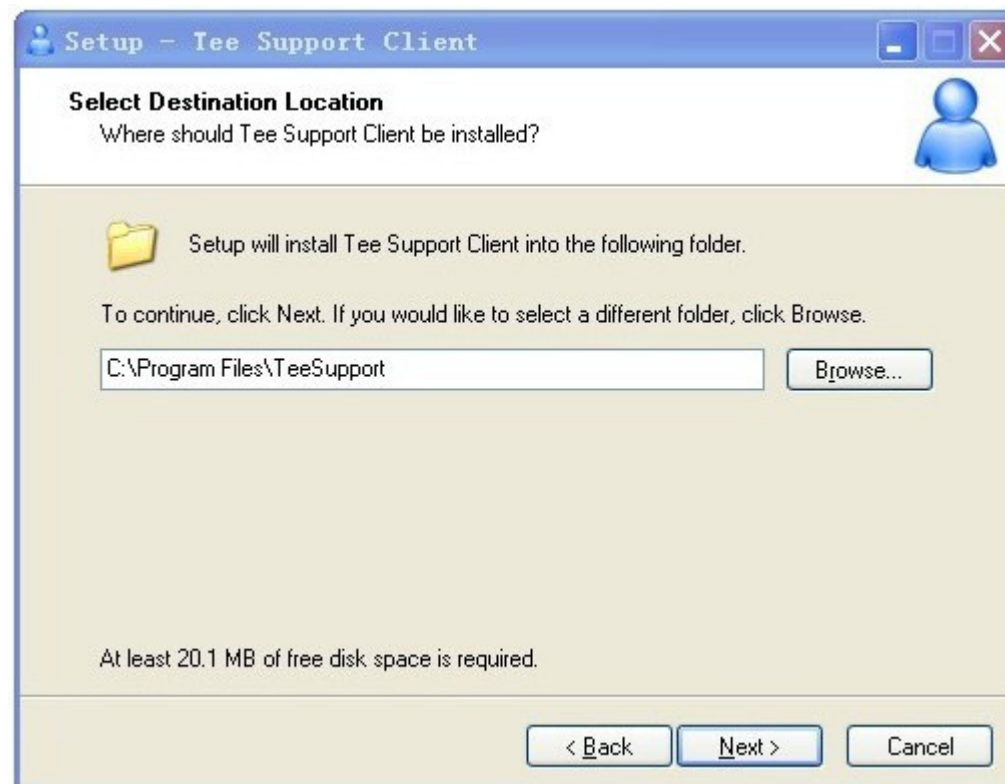 Setup - Tee Support Client
Select Destination Location
Where should Tee Support Client be installed?
Setup will install Tee Support Client into the following folder.
To continue, click Next. If you would like to select a different folder, click Browse.
C:\Program Files\TeeSupport
Browse...
At least 20.1 MB of free disk space is required.
< Back Next > Cancel